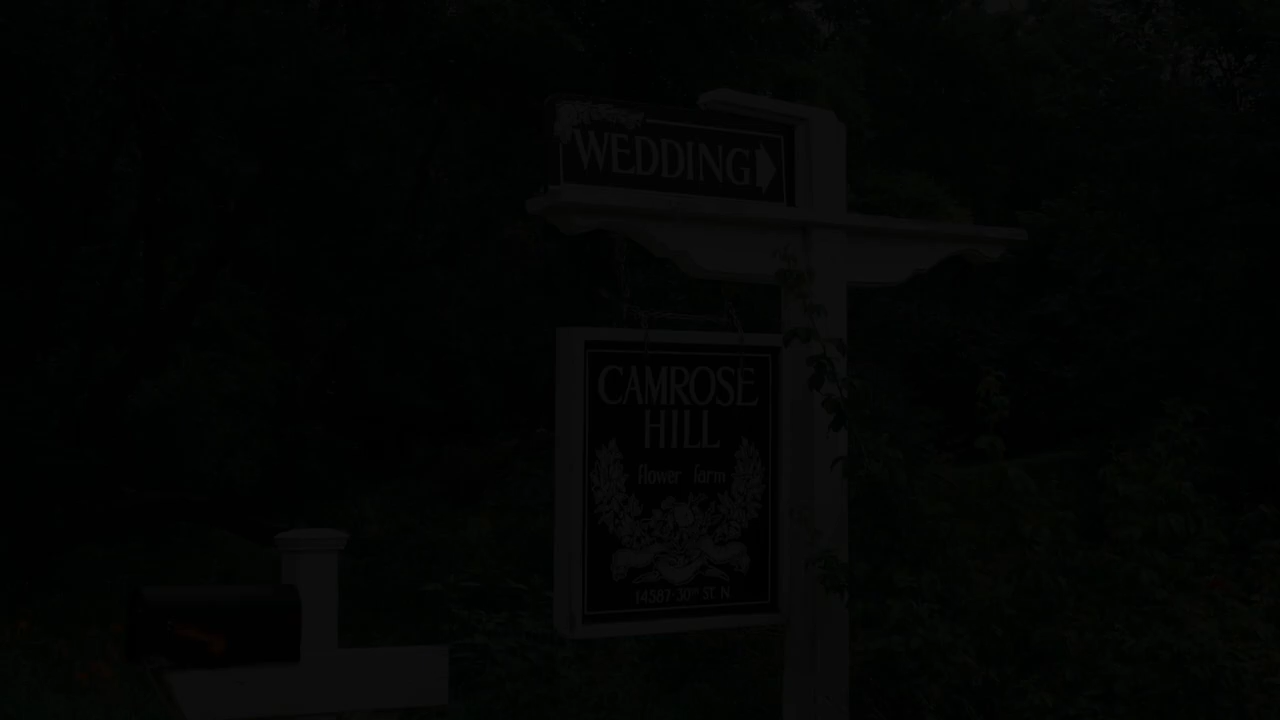 WEDDING
CAMROSE
HILL
flower farm
14587·30TH ST N